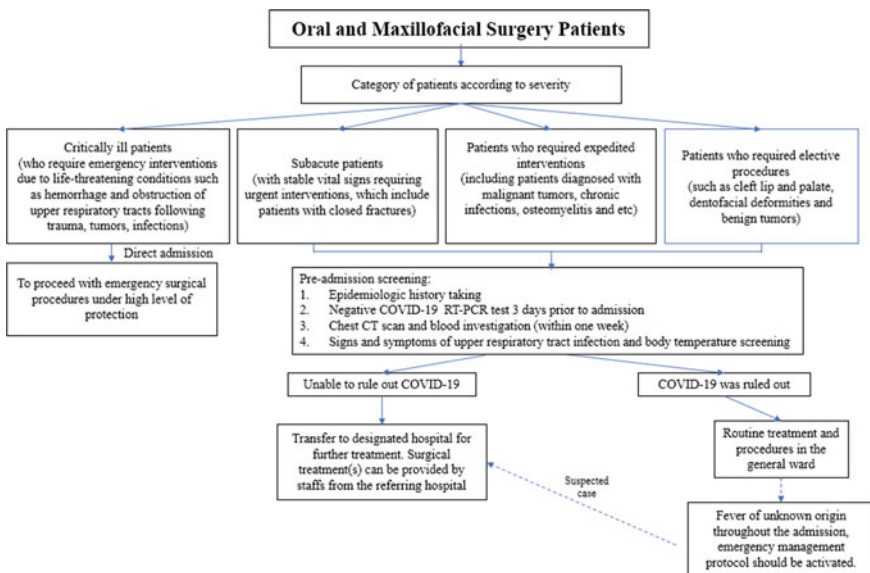 Oral and Maxillofacial Surgery Patients
Category of patients according to severity
Critically ill patients
(who require emergency interventions
due to life-threatening conditions such
as hemorrhage and obstruction of
upper respiratory tracts following
trauma, tumors, infections)
Subacute patients
(with stable vital signs requiring
urgent interventions, which include
patients with closed fractures)
Patients who required expedited
interventions
(including patients diagnosed with
malignant tumors, chronic
infections, osteomyelitis and etc)
Patients who required elective
procedures
(such as cleft lip and palate,
dentofacial deformities and
benign tumors)
Direct admission
To proceed with emergency surgical
procedures under high level of
protection
Pre-admission screening:
1. Epidemiologic history taking
2. Negative COVID-19 RT-PCR test 3 days prior to admission
3. Chest CT scan and blood investigation (within one week)
4. Signs and symptoms of upper respiratory tract infection and body temperature screening
Unable to rule out COVID-19
COVID-19 was ruled out
Transfer to designated hospital for
further treatment. Surgical
treatment(s) can be provided by
staffs from the referring hospital
Routine treatment and
procedures in the
general ward
Suspected
case
Fever of unknown origin
throughout the admission,
emergency management
protocol should be activated.